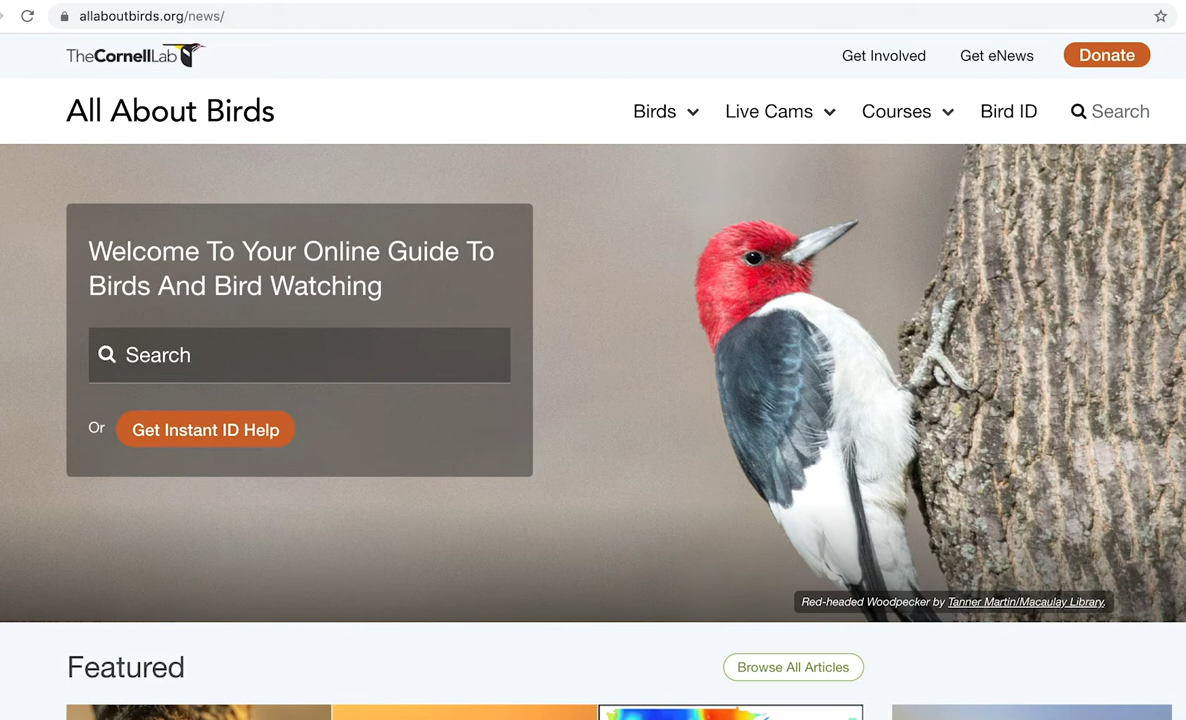 allaboutbirds.org/news/
TheCornellLab
Get Involved
Get eNews
Donate
All About Birds
Birds
Live Cams
Courses
Bird ID
Search
Welcome To Your Online Guide To
Birds And Bird Watching
Search
Or
Get Instant ID Help
Red-headed Woodpecker by Tanner Martin/Macaulay Library.
Featured
Browse All Articles